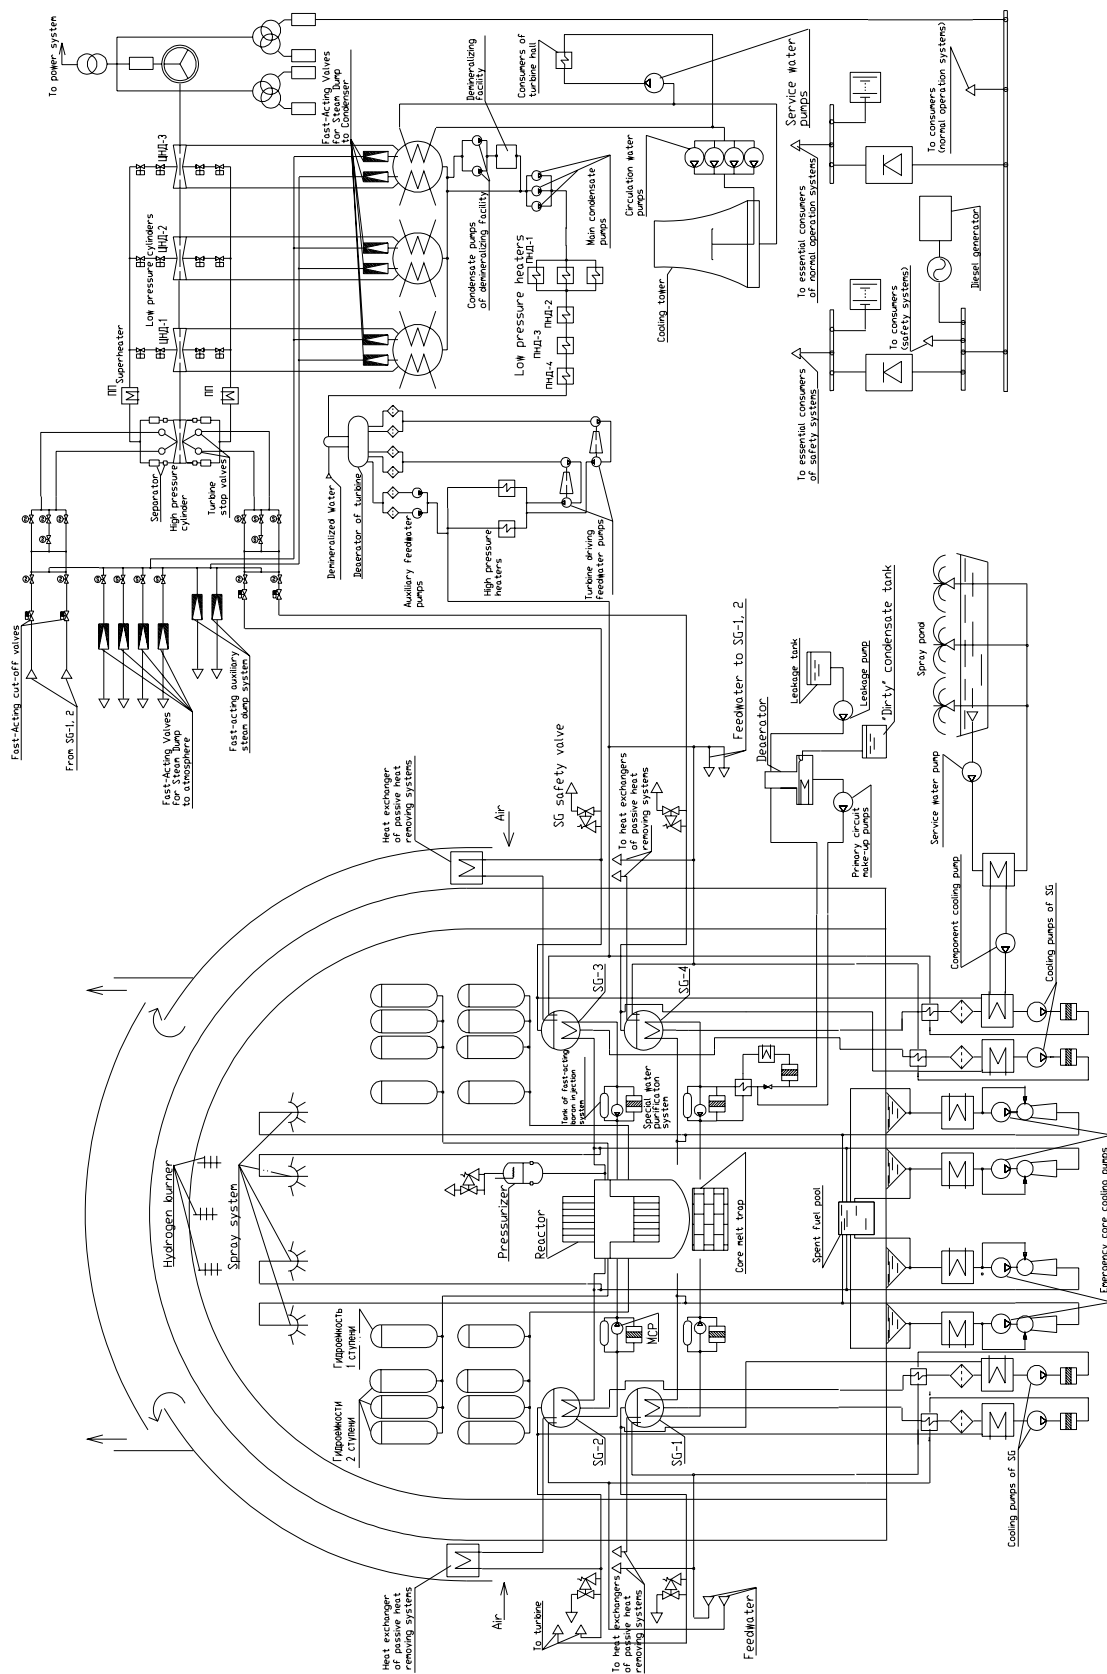 To power system
Fast-Acting Valves
for Steam Dump
to Condenser
Demineralizing
facility
Consumers of
turbine hall
Service water
pumps
To consumers
(normal operation systems)
ЦНД-3
ЦНД-2
ЦНД-1
Low pressure cylinders
Condensate pumps
of demineralizing facility
Main condensate
pumps
Circulation water
pumps
Cooling tower
To essential consumers
of normal operation systems
Diesel generator
To consumers
(safety systems)
To essential consumers
of safety systems
Low pressure heaters
ПНД-1
ПНД-2
ПНД-3
ПНД-4
Superheater
ПП
ПП
Separator
High pressure
cylinder
Turbine
stop valves
Demineralized Water
Deaerator of turbine
Auxiliary feedwater
pumps
High pressure
heaters
Turbine driving
feedwater pumps
Fast-Acting cut-off valves
From SG-1, 2
Fast-Acting Valves
for Steam Dump
to atmosphere
Fast-acting auxiliary
steam dump system
SG safety valve
Heat exchanger
of passive heat
removing systems
Air
To heat exchangers
of passive heat
removing systems
Feedwater to SG-1, 2
Deaerator
Leakage tank
Leakage pump
"Dirty" condensate tank
Primary circuit
make-up pumps
Spray pond
Service water pump
Component cooling pump
Cooling pumps of SG
SG-3
SG-4
Tank of fast-acting
boron injection
system
Special water
purification
system
Hydrogen burner
Spray system
Pressurizer
Reactor
Core melt trap
Spent fuel pool
Emergency core cooling pumps
Гидроемкость
1 ступени
Гидроемкости
2 ступени
MCP
SG-2
SG-1
Cooling pumps of SG
Heat exchanger
of passive heat
removing systems
Air
To turbine
To heat exchangers
of passive heat
removing systems
Feedwater